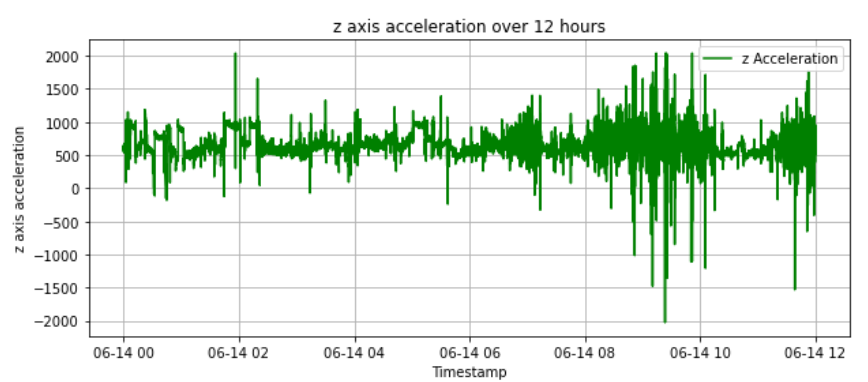 z axis acceleration over 12 hours
z Acceleration
z axis acceleration
2000
1500
1000
500
0
−500
−1000
−1500
−2000
06-14 00 06-14 02 06-14 04 06-14 06 06-14 08 06-14 10 06-14 12
Timestamp